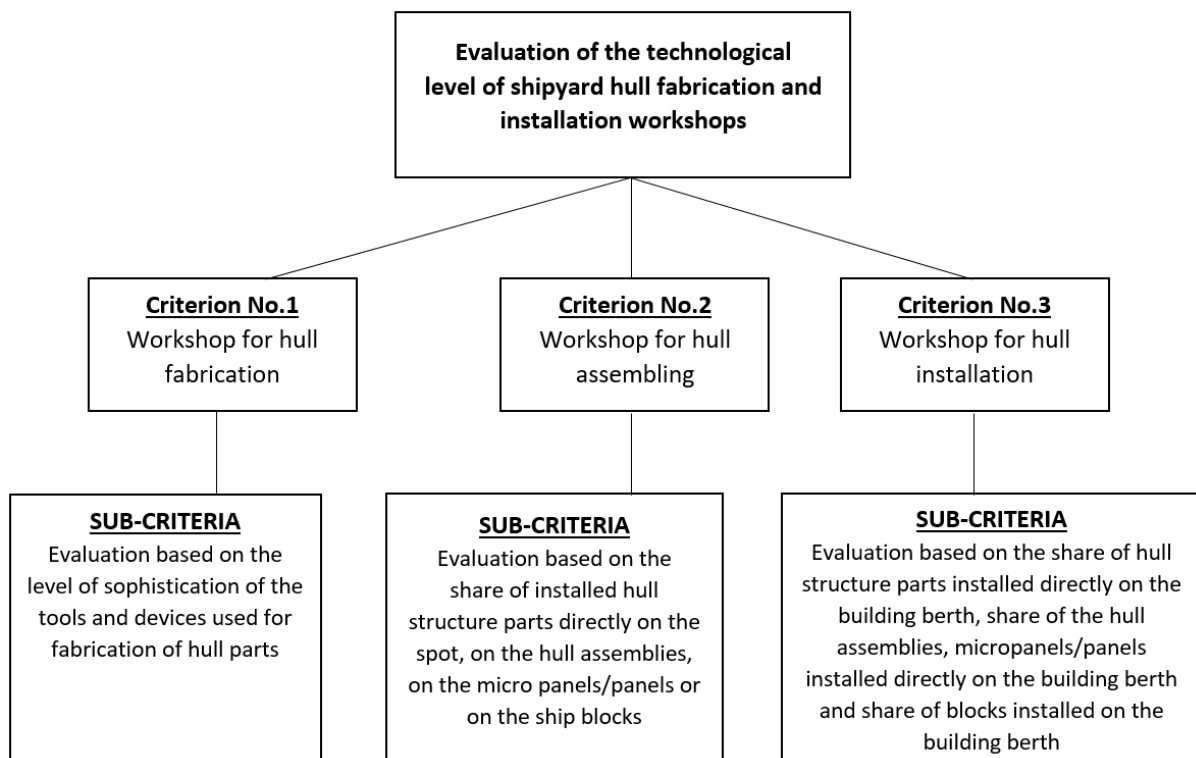 Evaluation of the technological
level of shipyard hull fabrication and
installation workshops
Criterion No.1
Workshop for hull
fabrication
Criterion No.2
Workshop for hull
assembling
Criterion No.3
Workshop for hull
installation
SUB-CRITERIA
Evaluation based on the
level of sophistication of the
tools and devices used for
fabrication of hull parts
SUB-CRITERIA
Evaluation based on the
share of installed hull
structure parts directly on the
spot, on the hull assemblies,
on the micro panels/panels or
on the ship blocks
SUB-CRITERIA
Evaluation based on the share of hull
structure parts installed directly on the
building berth, share of the hull
assemblies, micropanels/panels
installed directly on the building berth
and share of blocks installed on the
building berth